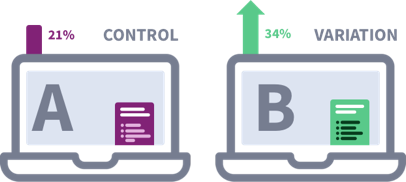 21% CONTROL
34% VARIATION
A
B